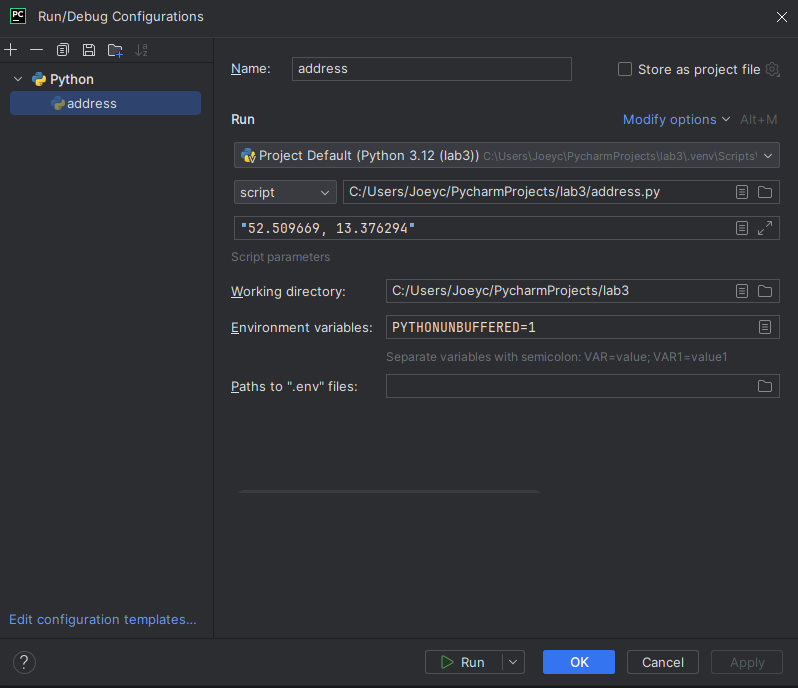 PC Run/Debug Configurations
Python
address
Name: address
Store as project file
Run
Modify options Alt+M
Project Default (Python 3.12 (lab3)) C:\Users\Joeyc\PycharmProjects\lab3\.venv\Scripts\
script C:/Users/Joeyc/PycharmProjects/lab3/address.py
"52.509669, 13.376294"
Script parameters
Working directory: C:/Users/Joeyc/PycharmProjects/lab3
Environment variables: PYTHONUNBUFFERED=1
Separate variables with semicolon: VAR=value; VAR1=value1
Paths to ".env" files:
Edit configuration templates...
? Run OK Cancel Apply